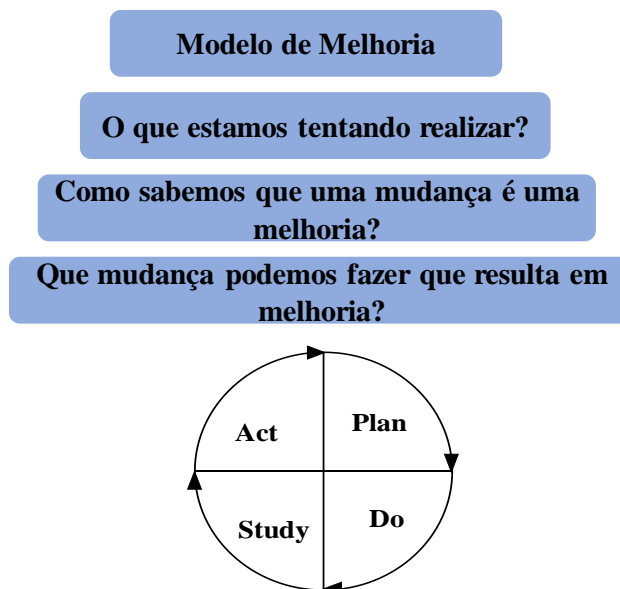 Modelo de Melhoria
O que estamos tentando realizar?
Como sabemos que uma mudança é uma
melhoria?
Que mudança podemos fazer que resulta em
melhoria?
Act
Plan
Study
Do